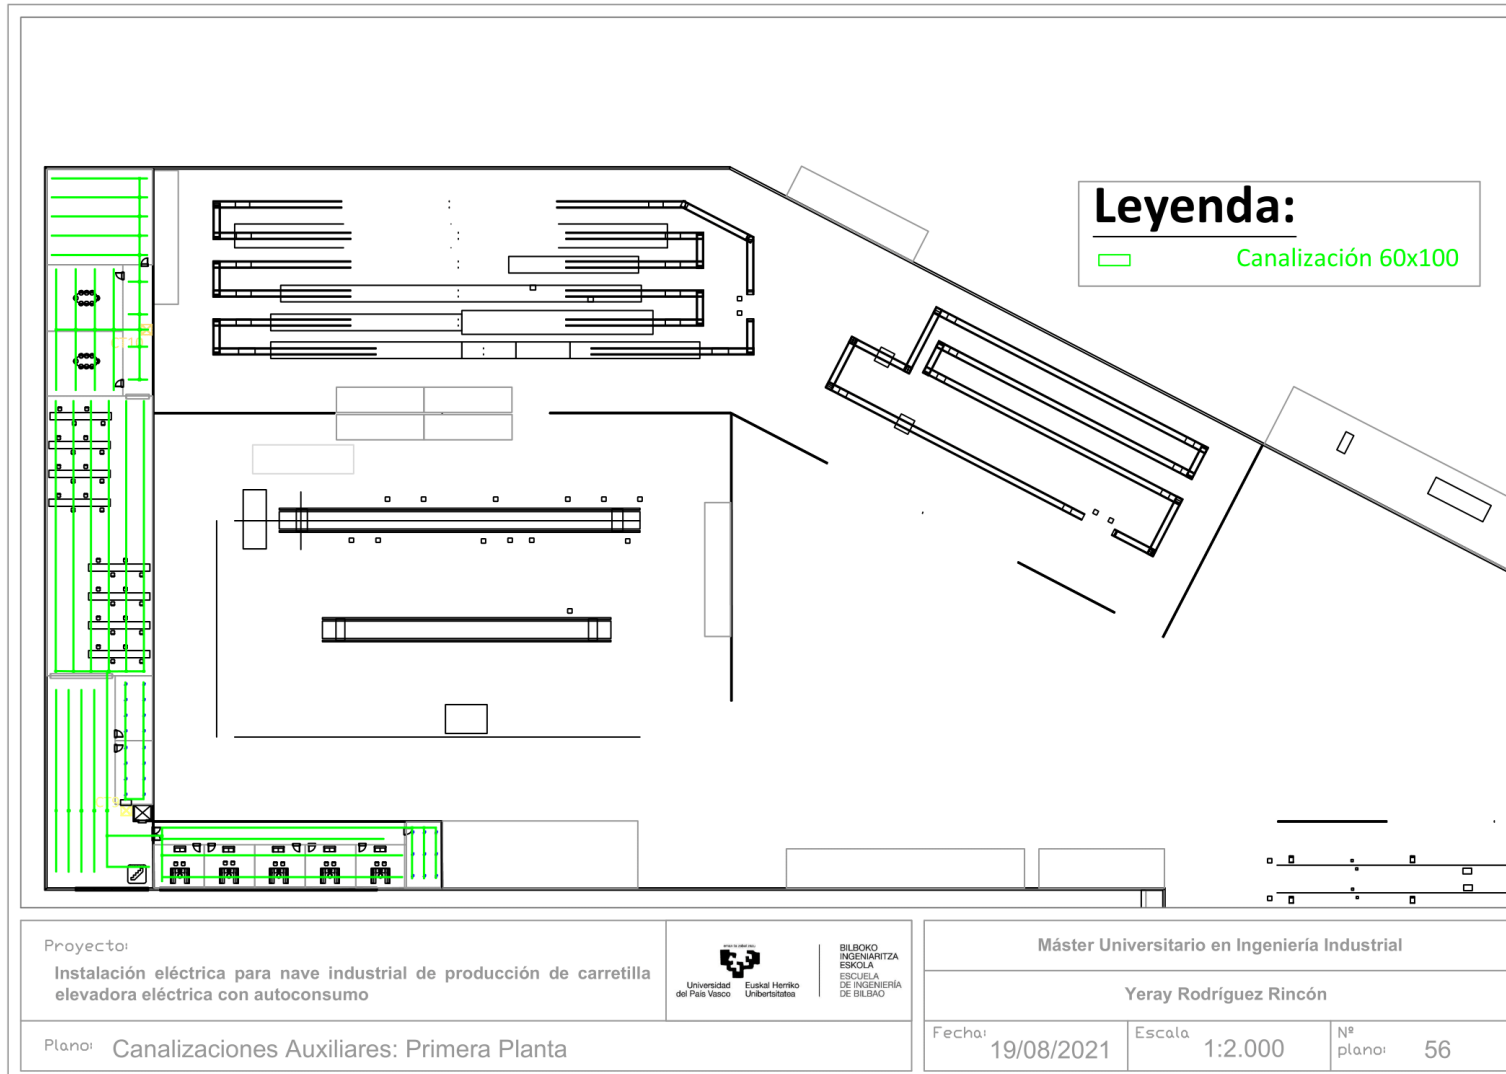 Leyenda:
Canalización 60x100
Proyecto:
Instalación eléctrica para nave industrial de producción de carretilla
elevadora eléctrica con autoconsumo
Universidad
del País Vasco
Euskal Herriko
Unibertsitatea
BILBOKO
INGENIARITZA
ESKOLA
ESCUELA
DE INGENIERÍA
DE BILBAO
Máster Universitario en Ingeniería Industrial
Yeray Rodríguez Rincón
Plano: Canalizaciones Auxiliares: Primera Planta
Fecha: 19/08/2021
Escala 1:2.000
Nº
plano: 56